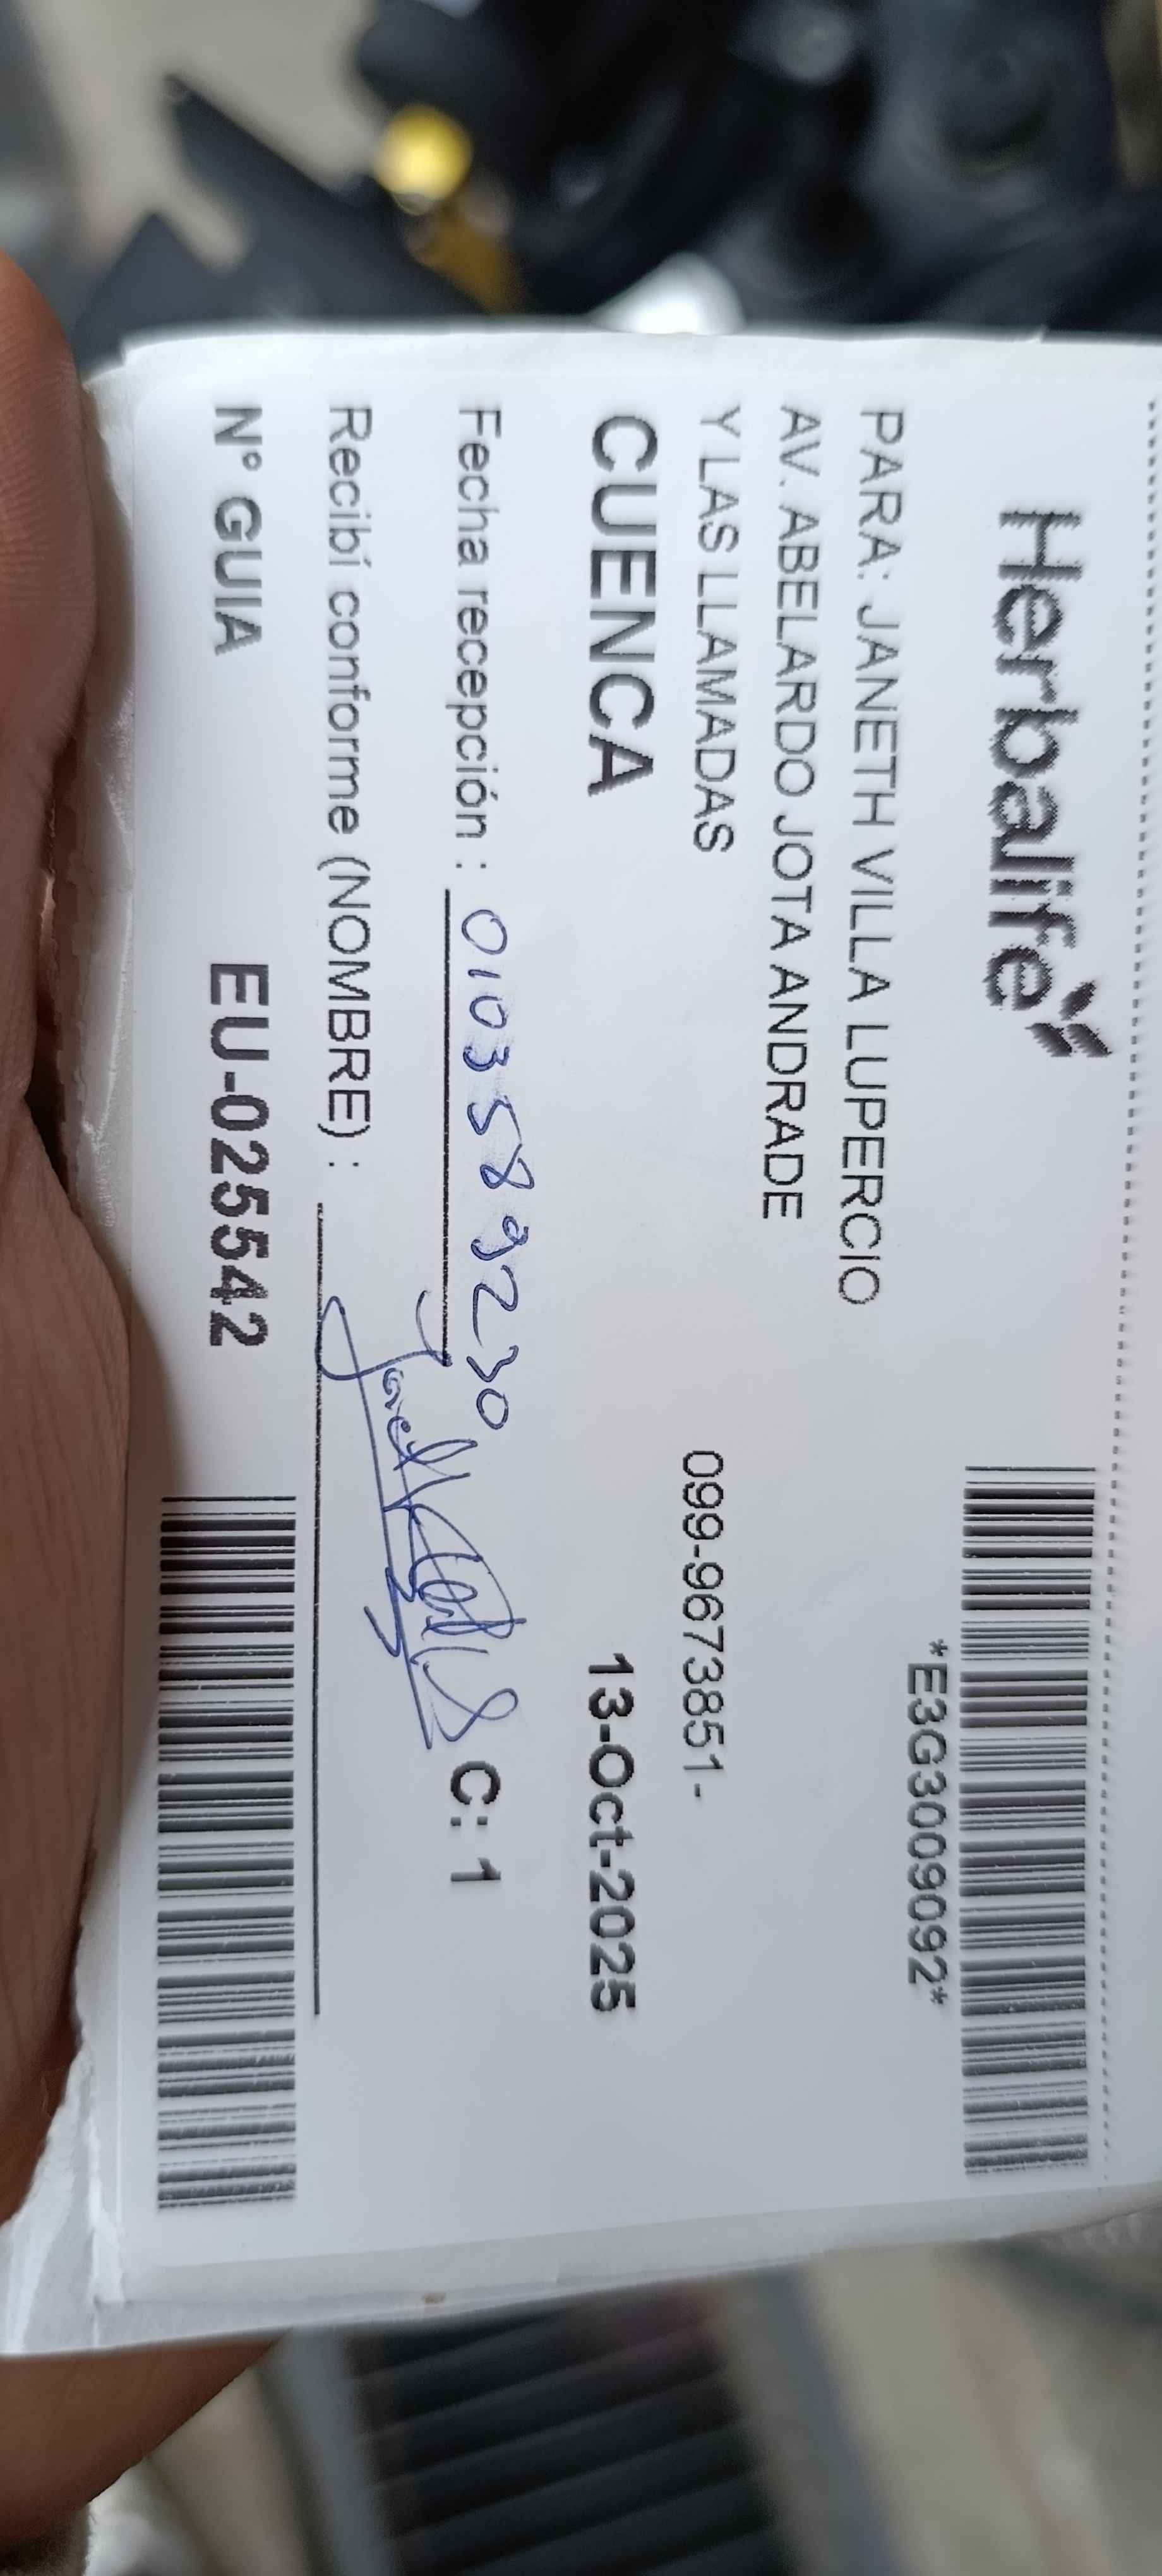 Herbalife
*E3G3009092*
PARA: JANETH VILLA LUPERCIO
AV. ABELARDO JOTA ANDRADE
Y LAS LLAMADAS 099-9673851-
CUENCA 13-Oct-2025
Fecha recepción : 0103589230
C: 1
Recibí conforme (NOMBRE) :
N° GUIA EU-025542